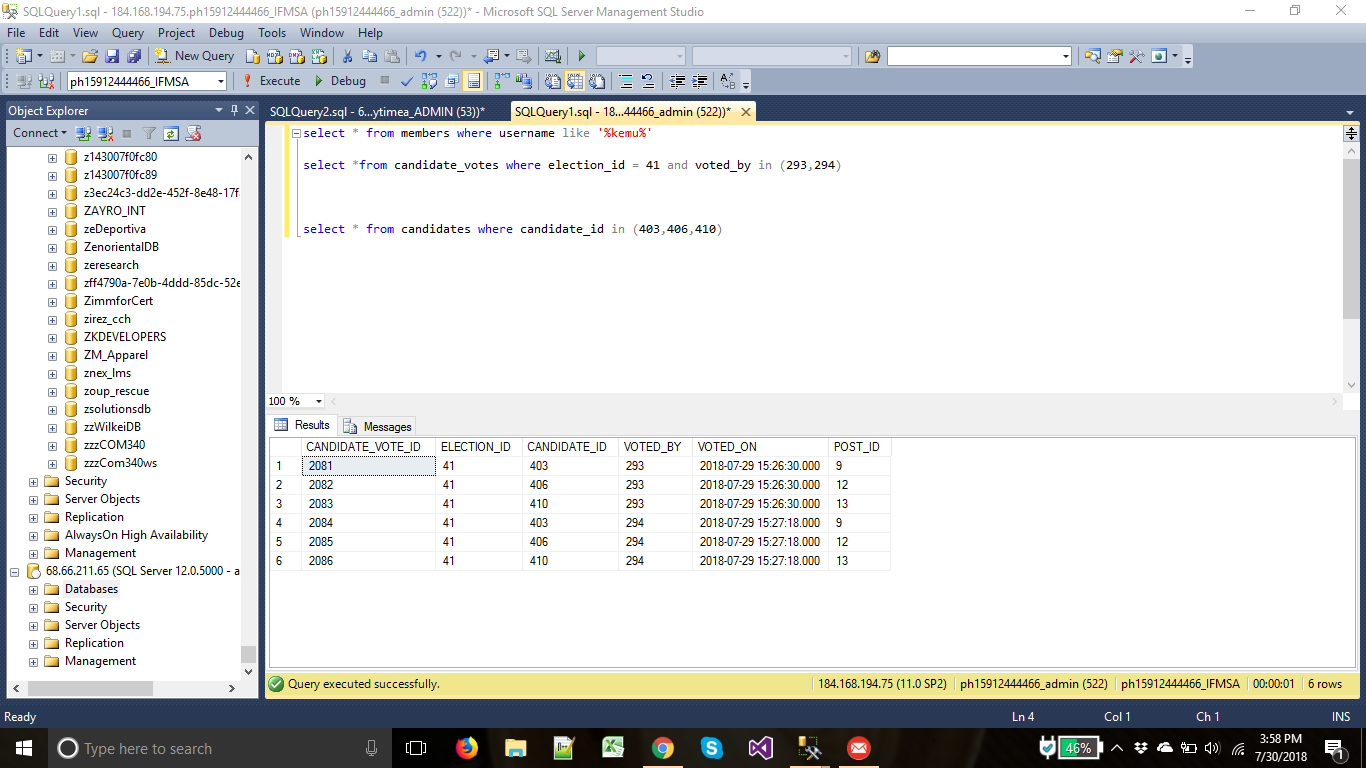 SQLQuery1.sql - 184.168.194.75.ph15912444466_IFMSA (ph15912444466_admin (522))* - Microsoft SQL Server Management Studio
File Edit View Query Project Debug Tools Window Help
New Query
ph15912444466_IFMSA Execute Debug
Object Explorer
Connect
z143007f0fc80
z143007f0fc89
z3ec24c3-dd2e-452f-8e48-17f
ZAYRO_INT
zeDeportiva
ZenorientalDB
zeresearch
zff4790a-7e0b-4ddd-85dc-52e
ZimmforCert
zirez_cch
ZKDEVELOPERS
ZM_Apparel
znex_lms
zoup_rescue
zsolutionsdb
zzWilkeiDB
zzzCOM340
zzzCom340ws
Security
Server Objects
Replication
AlwaysOn High Availability
Management
68.66.211.65 (SQL Server 12.0.5000 - a
Databases
Security
Server Objects
Replication
Management
SQLQuery2.sql - 6...ytimea_ADMIN (53))* SQLQuery1.sql - 18...44466_admin (522))*
select * from members where username like '%kemu%'
select *from candidate_votes where election_id = 41 and voted_by in (293,294)
select * from candidates where candidate_id in (403,406,410)
100 %
Results Messages
CANDIDATE_VOTE_ID ELECTION_ID CANDIDATE_ID VOTED_BY VOTED_ON POST_ID
1 2081 41 403 293 2018-07-29 15:26:30.000 9
2 2082 41 406 293 2018-07-29 15:26:30.000 12
3 2083 41 410 293 2018-07-29 15:26:30.000 13
4 2084 41 403 294 2018-07-29 15:27:18.000 9
5 2085 41 406 294 2018-07-29 15:27:18.000 12
6 2086 41 410 294 2018-07-29 15:27:18.000 13
Query executed successfully. 184.168.194.75 (11.0 SP2) ph15912444466_admin (522) ph15912444466_IFMSA 00:00:01 6 rows
Ready Ln 4 Col 1 Ch 1 INS
Type here to search
46%
3:58 PM
7/30/2018
1